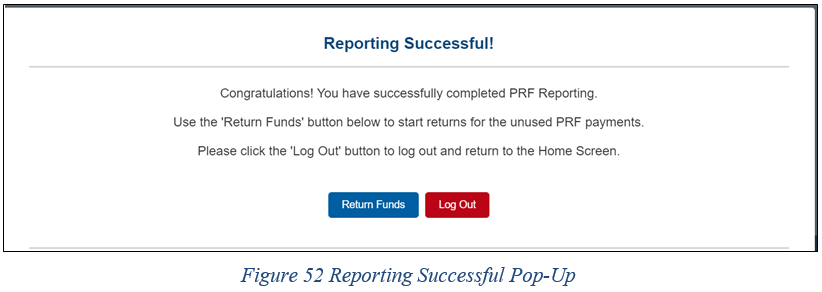 Reporting Successful!
Congratulations! You have successfully completed PRF Reporting.
Use the 'Return Funds' button below to start returns for the unused PRF payments.
Please click the 'Log Out' button to log out and return to the Home Screen.
Return Funds Log Out
Figure 52 Reporting Successful Pop-Up